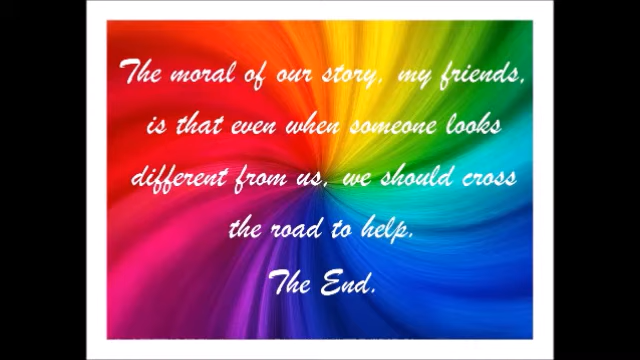 The moral of our story, my friends,
is that even when someone looks
different from us, we should cross
the road to help.
The End.